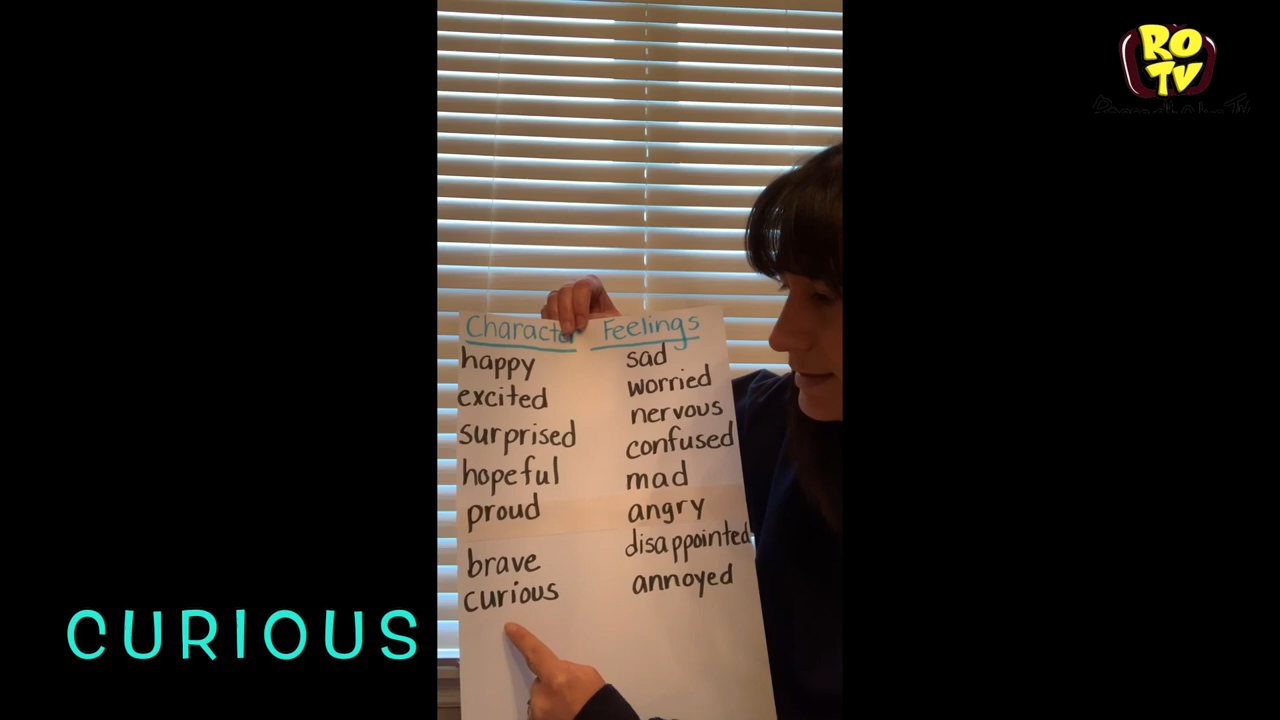 RO
TV
Character Feelings
happy
excited
surprised
hopeful
proud
brave
curious
sad
worried
nervous
confused
mad
angry
disappointed
annoyed
CURIOUS